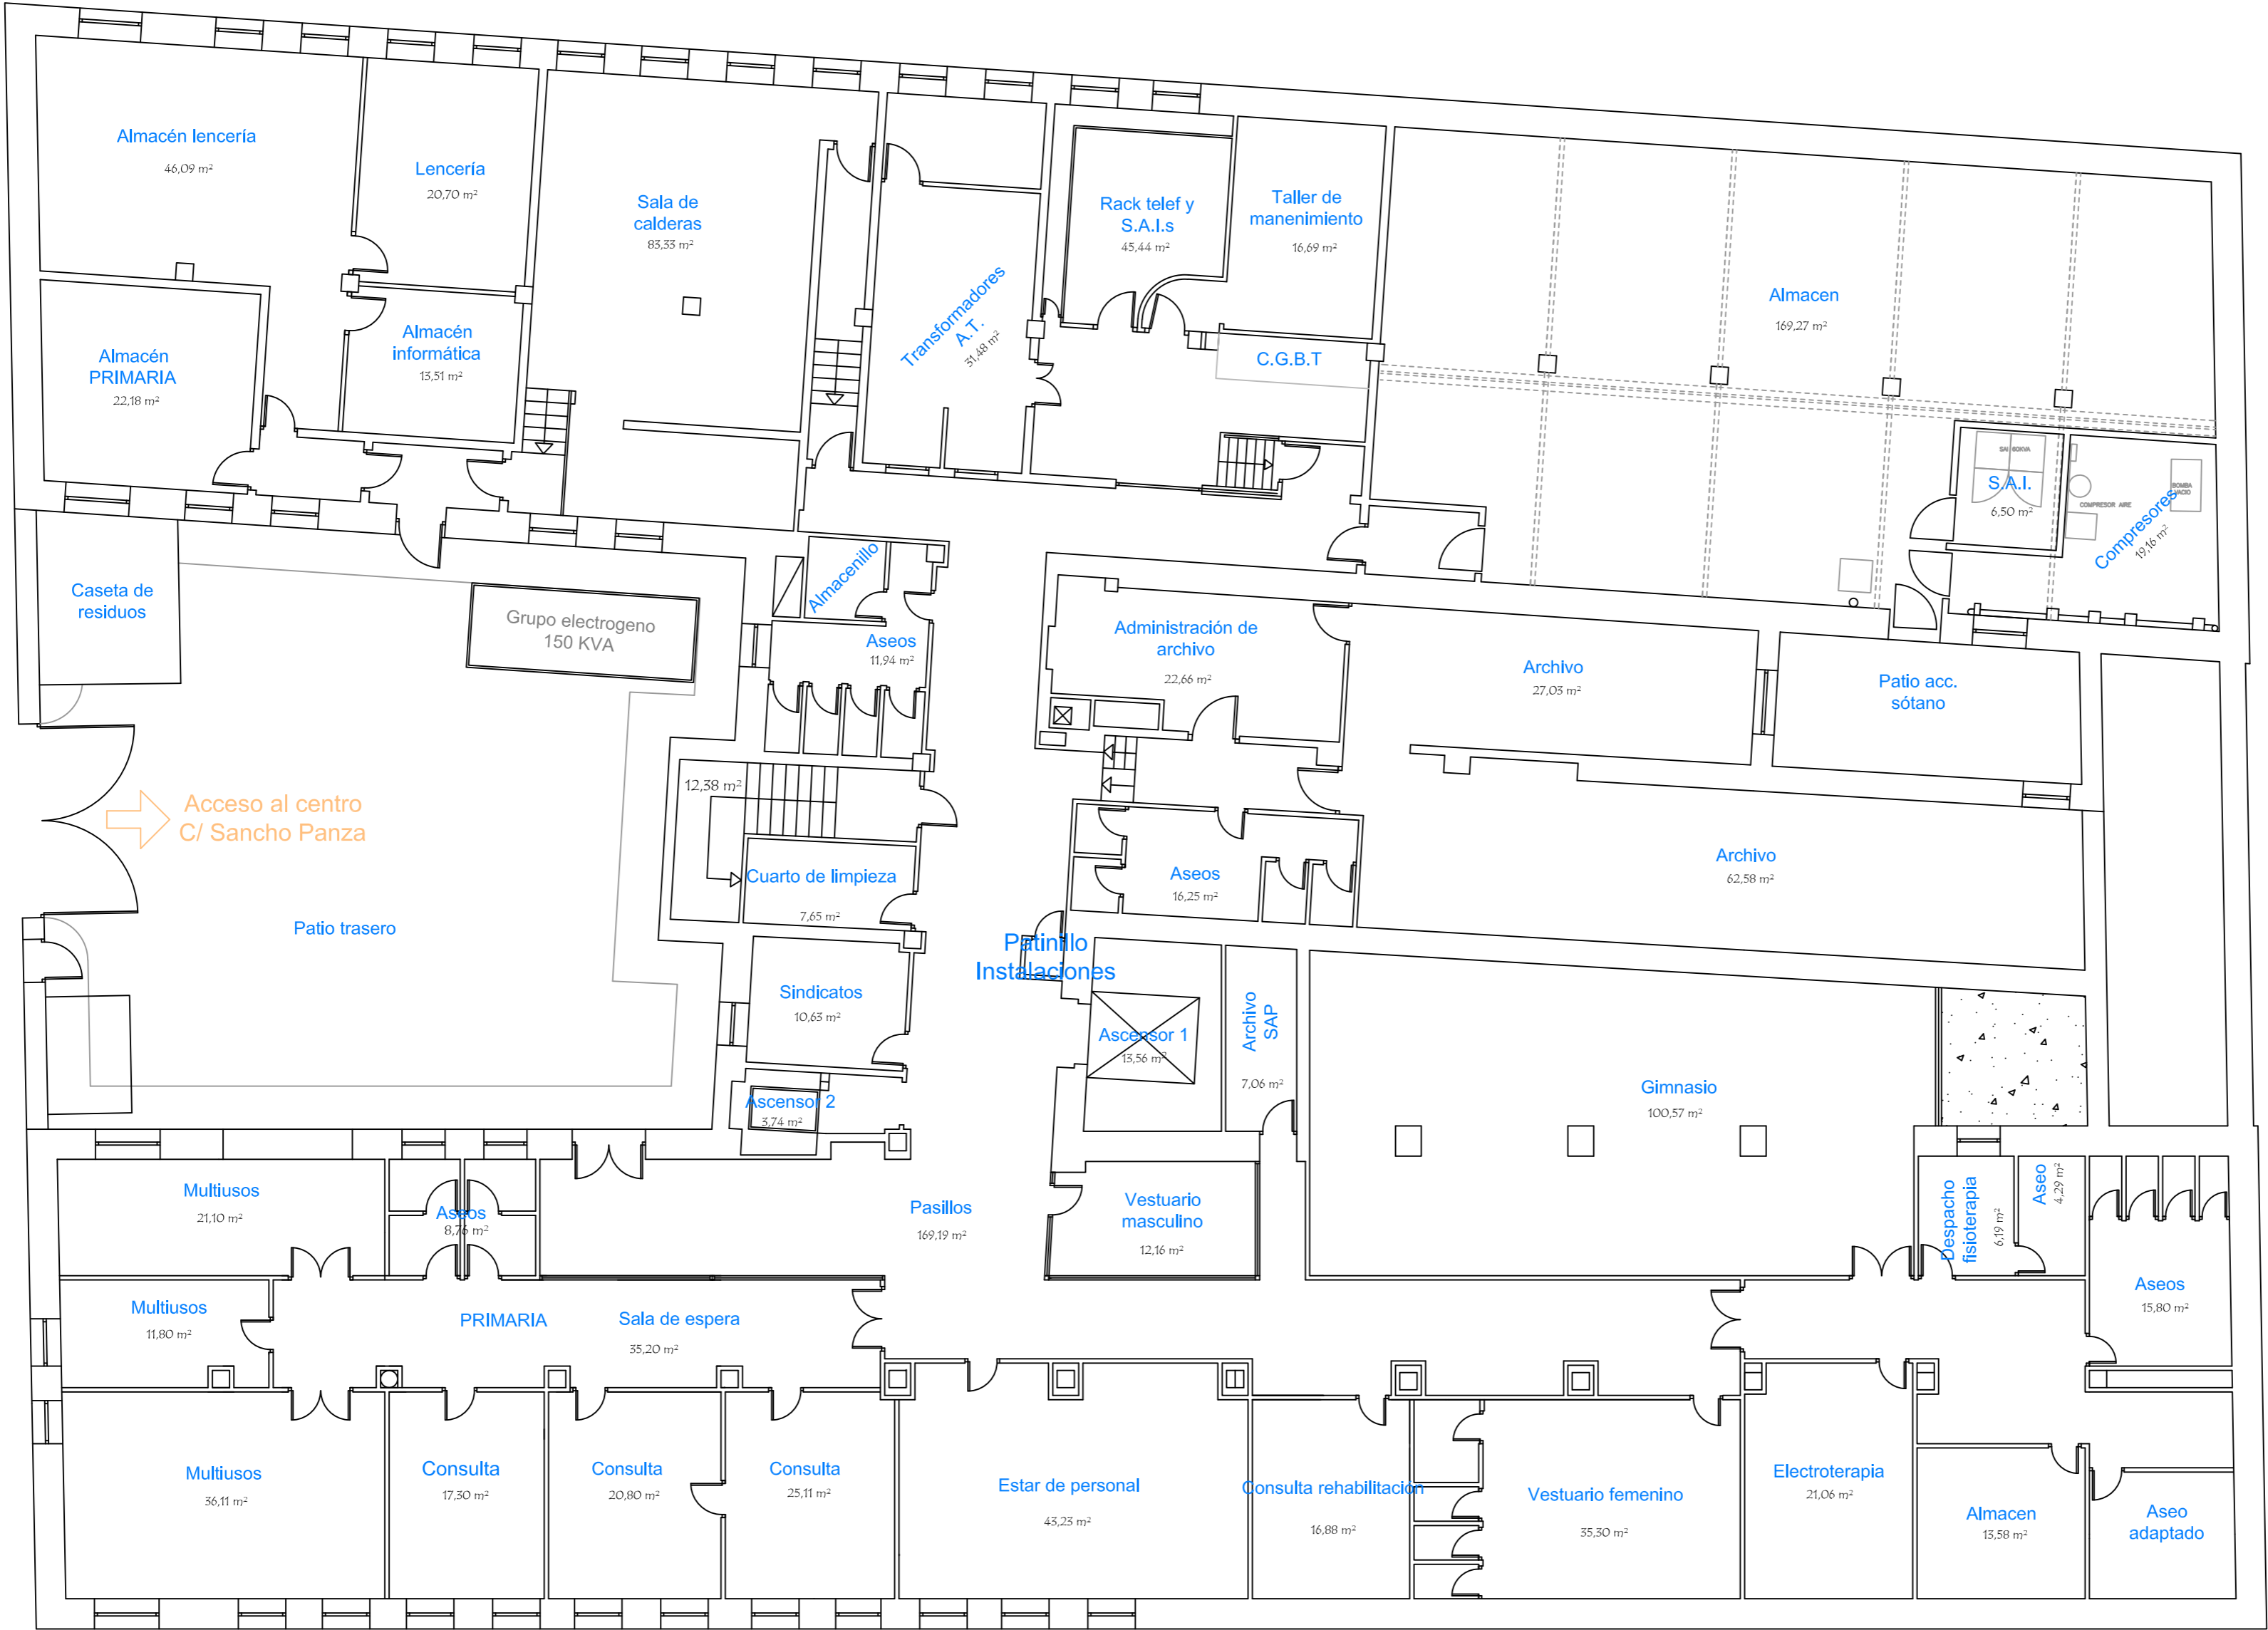 Almacén lencería
46,09 m²
Lencería
20,70 m²
Sala de
calderas
83,33 m²
Transformadores
A.T.
31,48 m²
Rack telef y
S.A.I.s
45,44 m²
Taller de
manenimiento
16,69 m²
C.G.B.T
Almacen
169,27 m²
Almacén
PRIMARIA
22,18 m²
Almacén
informática
13,51 m²
SAI 60KVA
S.A.I.
6,50 m²
COMPRESOR AIRE
BOMBA
VACIO
Compresores
19,16 m²
Caseta de
residuos
Grupo electrogeno
150 KVA
Almacenillo
Aseos
11,94 m²
Administración de
archivo
22,66 m²
Archivo
27,03 m²
Patio acc.
sótano
Acceso al centro
C/ Sancho Panza
12,38 m²
Cuarto de limpieza
7,65 m²
Aseos
16,25 m²
Archivo
62,58 m²
Patio trasero
Patinillo
Instalaciones
Sindicatos
10,63 m²
Ascensor 1
13,56 m²
Archivo
SAP
7,06 m²
Gimnasio
100,57 m²
Ascensor 2
3,74 m²
Multiusos
21,10 m²
Aseos
8,76 m²
Pasillos
169,19 m²
Vestuario
masculino
12,16 m²
Despacho
fisioterapia
6,19 m²
Aseo
4,29 m²
Aseos
15,80 m²
Multiusos
11,80 m²
PRIMARIA
Sala de espera
35,20 m²
Multiusos
36,11 m²
Consulta
17,30 m²
Consulta
20,80 m²
Consulta
25,11 m²
Estar de personal
43,23 m²
Consulta rehabilitación
16,88 m²
Vestuario femenino
35,30 m²
Electroterapia
21,06 m²
Almacen
13,58 m²
Aseo
adaptado